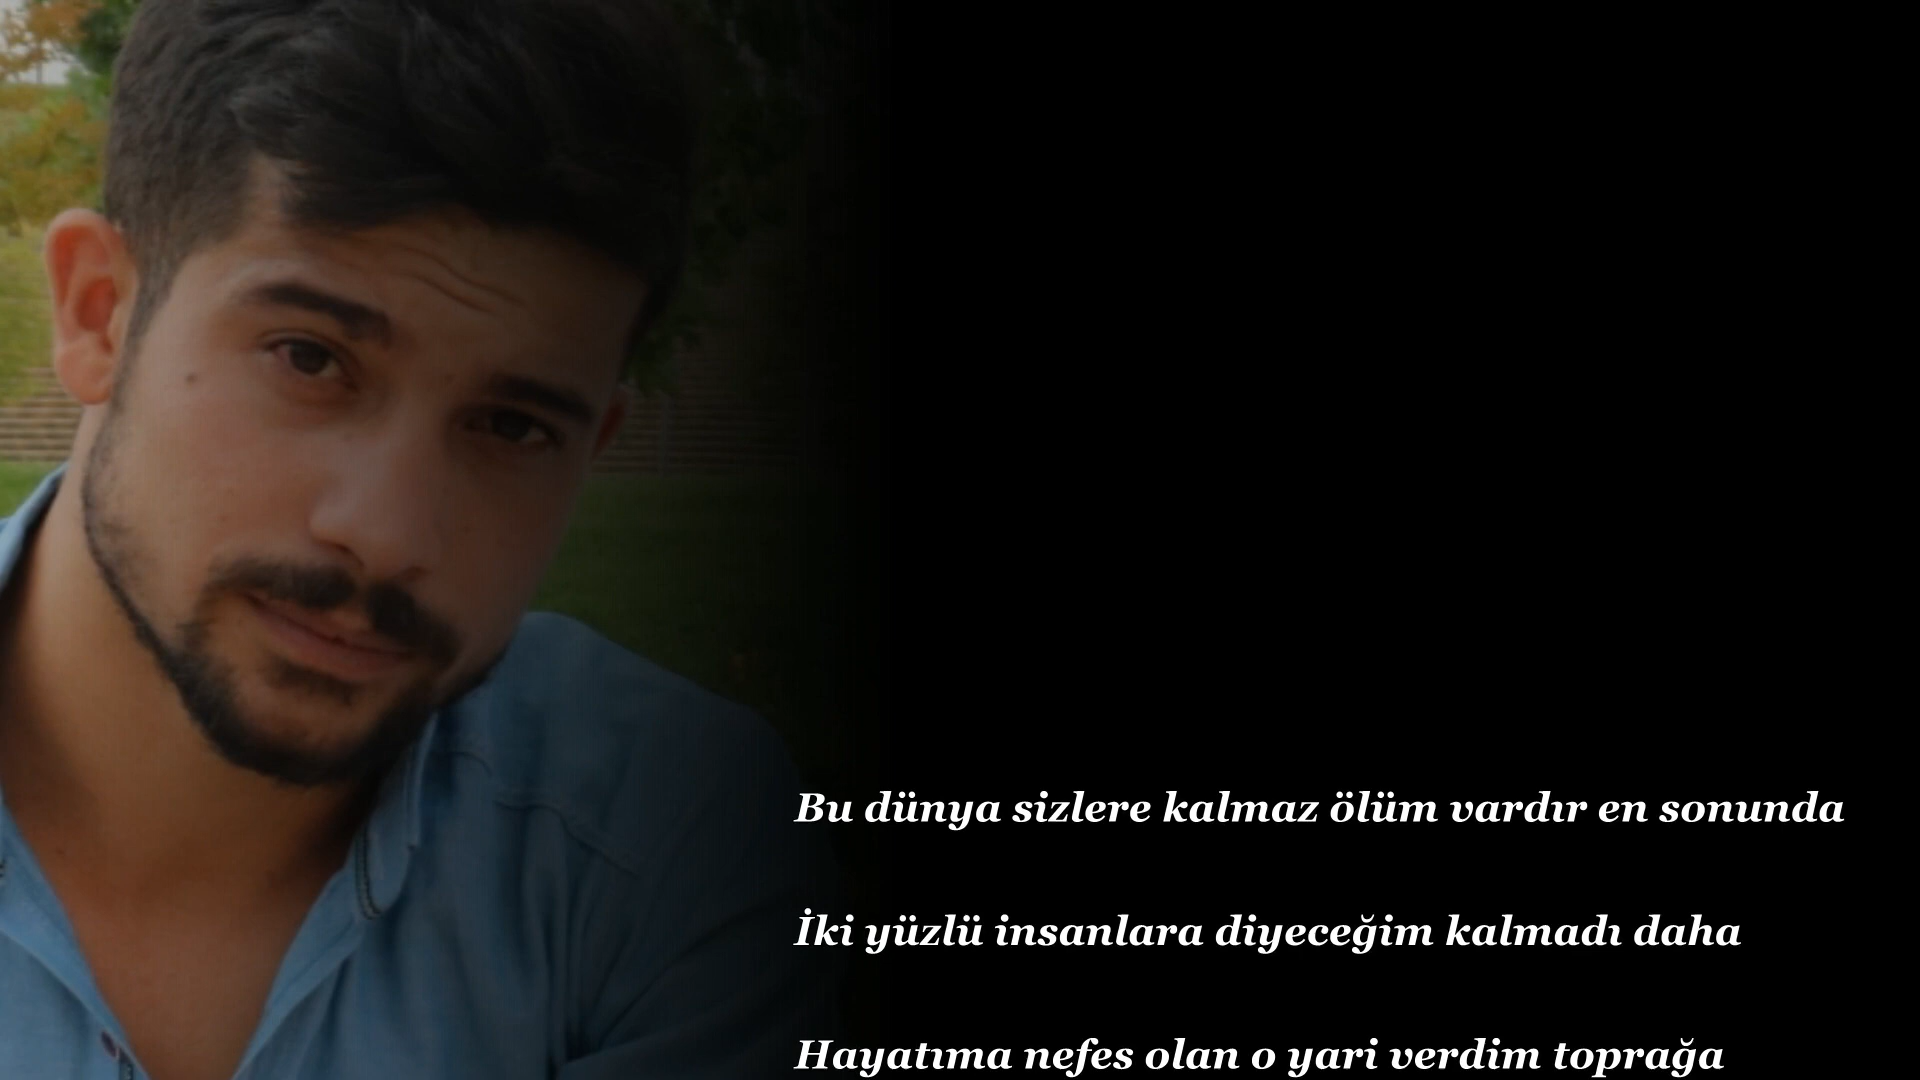 Bu dünya sizlere kalmaz ölüm vardır en sonunda
İki yüzlü insanlara diyeceğim kalmadı daha
Hayatıma nefes olan o yari verdim toprağa